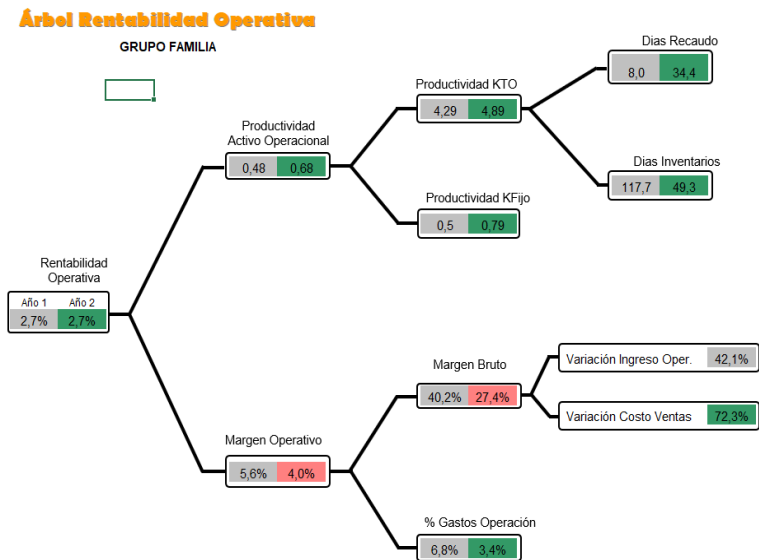 Árbol Rentabilidad Operativa
GRUPO FAMILIA
Dias Recaudo
8,0 34,4
Productividad KTO
4,29 4,89
Productividad
Activo Operacional
0,48 0,68
Dias Inventarios
117,7 49,3
Productividad KFijo
0,5 0,79
Rentabilidad
Operativa
Año 1 Año 2
2,7% 2,7%
Margen Bruto
40,2% 27,4%
Variación Ingreso Oper. 42,1%
Variación Costo Ventas 72,3%
Margen Operativo
5,6% 4,0%
% Gastos Operación
6,8% 3,4%